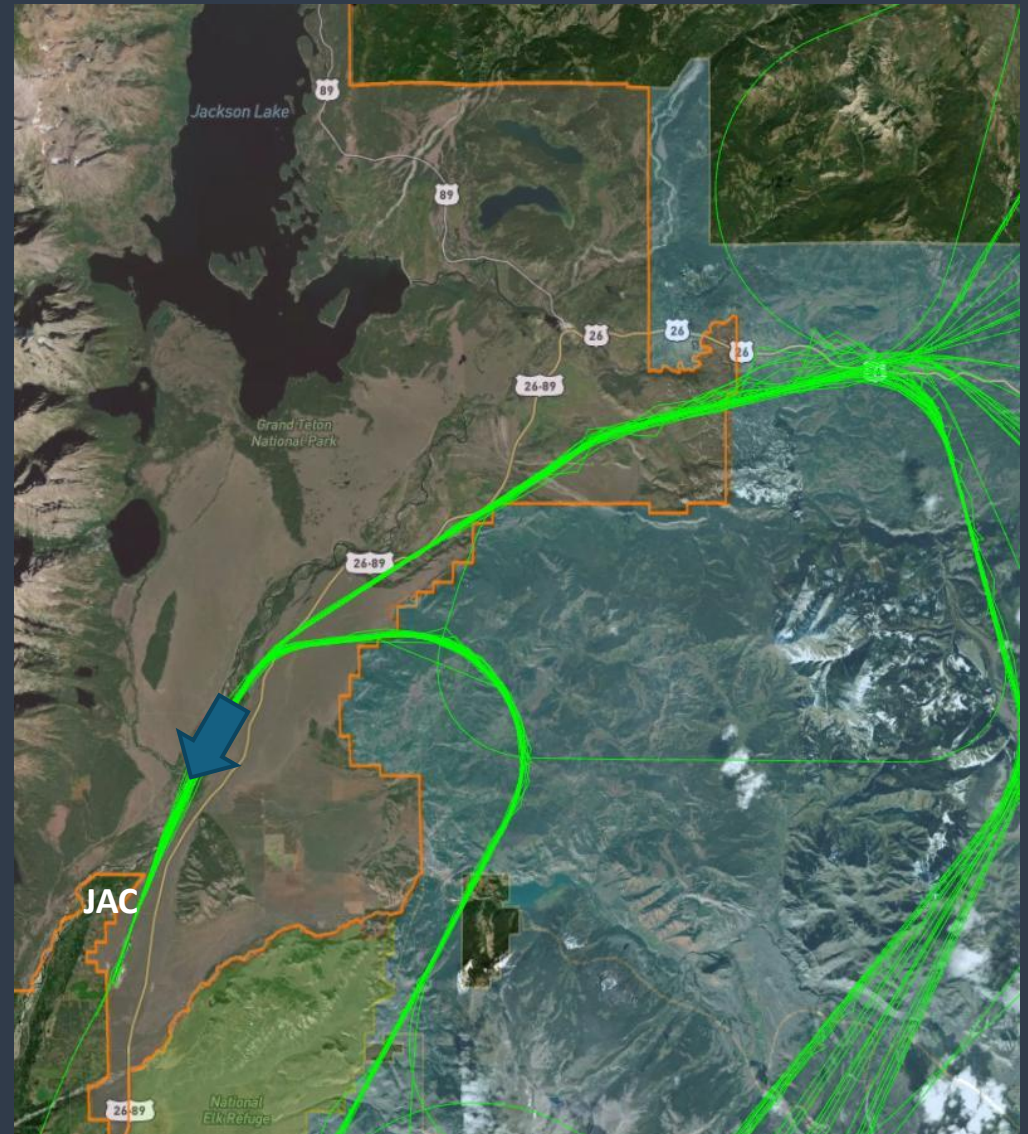 89
Jackson Lake
89
26
26
26
26-89
Grand Teton
National Park
26-89
JAC
National
Elk Refuge
26-89